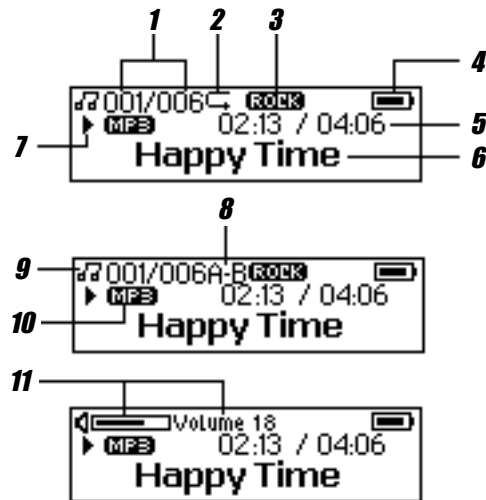 1 2 3 4
001/006 ROCK
MP3 02:13 / 04:06 5
7 Happy Time 6
8
9 001/006A-B ROCK
10 MP3 02:13 / 04:06
Happy Time
11
Volume 18
MP3 02:13 / 04:06
Happy Time